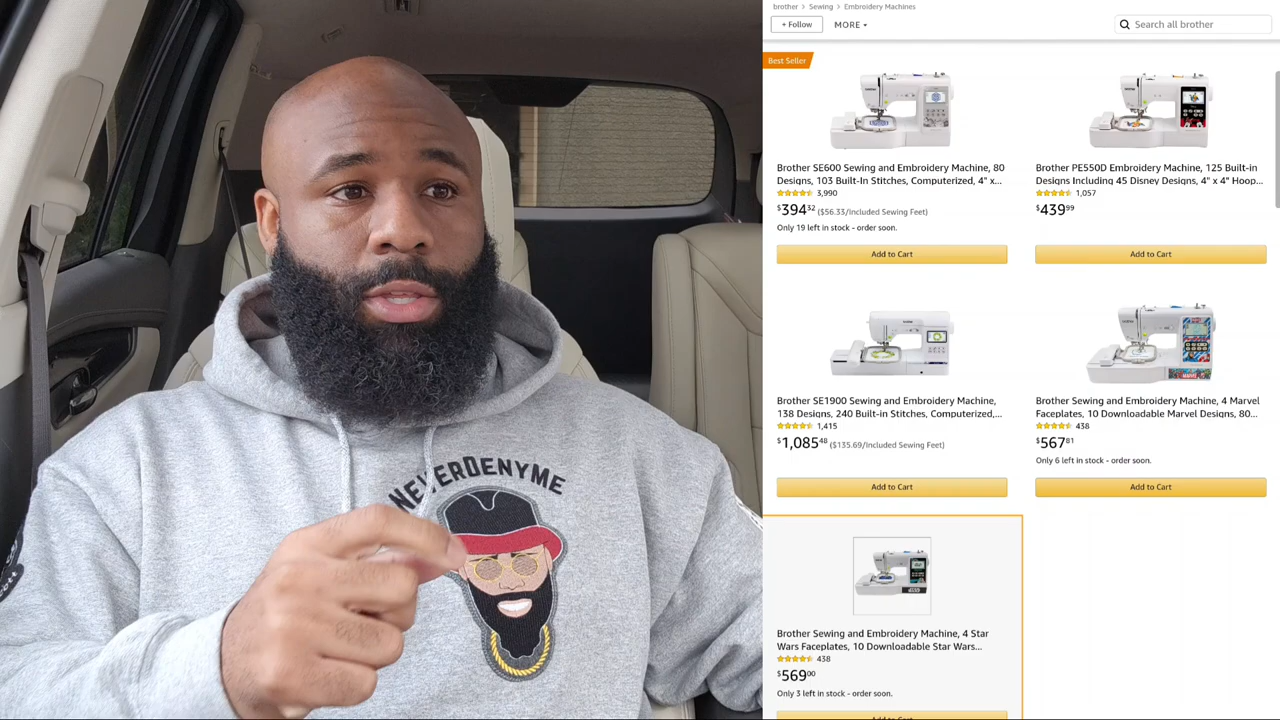 brother > Sewing > Embroidery Machines
+ Follow
MORE
Search all brother
Best Seller
Brother SE600 Sewing and Embroidery Machine, 80
Designs, 103 Built-In Stitches, Computerized, 4" x...
3,990
$394 32 ($56.33/Included Sewing Feet)
Only 19 left in stock - order soon.
Add to Cart
Brother PE550D Embroidery Machine, 125 Built-in
Designs Including 45 Disney Designs, 4" x 4" Hoop...
1,057
$439 99
Add to Cart
Brother SE1900 Sewing and Embroidery Machine,
138 Designs, 240 Built-in Stitches, Computerized,...
1,415
$1,085 48 ($135.69/Included Sewing Feet)
Add to Cart
Brother Sewing and Embroidery Machine, 4 Marvel
Faceplates, 10 Downloadable Marvel Designs, 80...
438
$567 81
Only 6 left in stock - order soon.
Add to Cart
Brother Sewing and Embroidery Machine, 4 Star
Wars Faceplates, 10 Downloadable Star Wars...
438
$569 00
Only 3 left in stock - order soon.
Add to Cart
NEVERDENYME
MARVEL